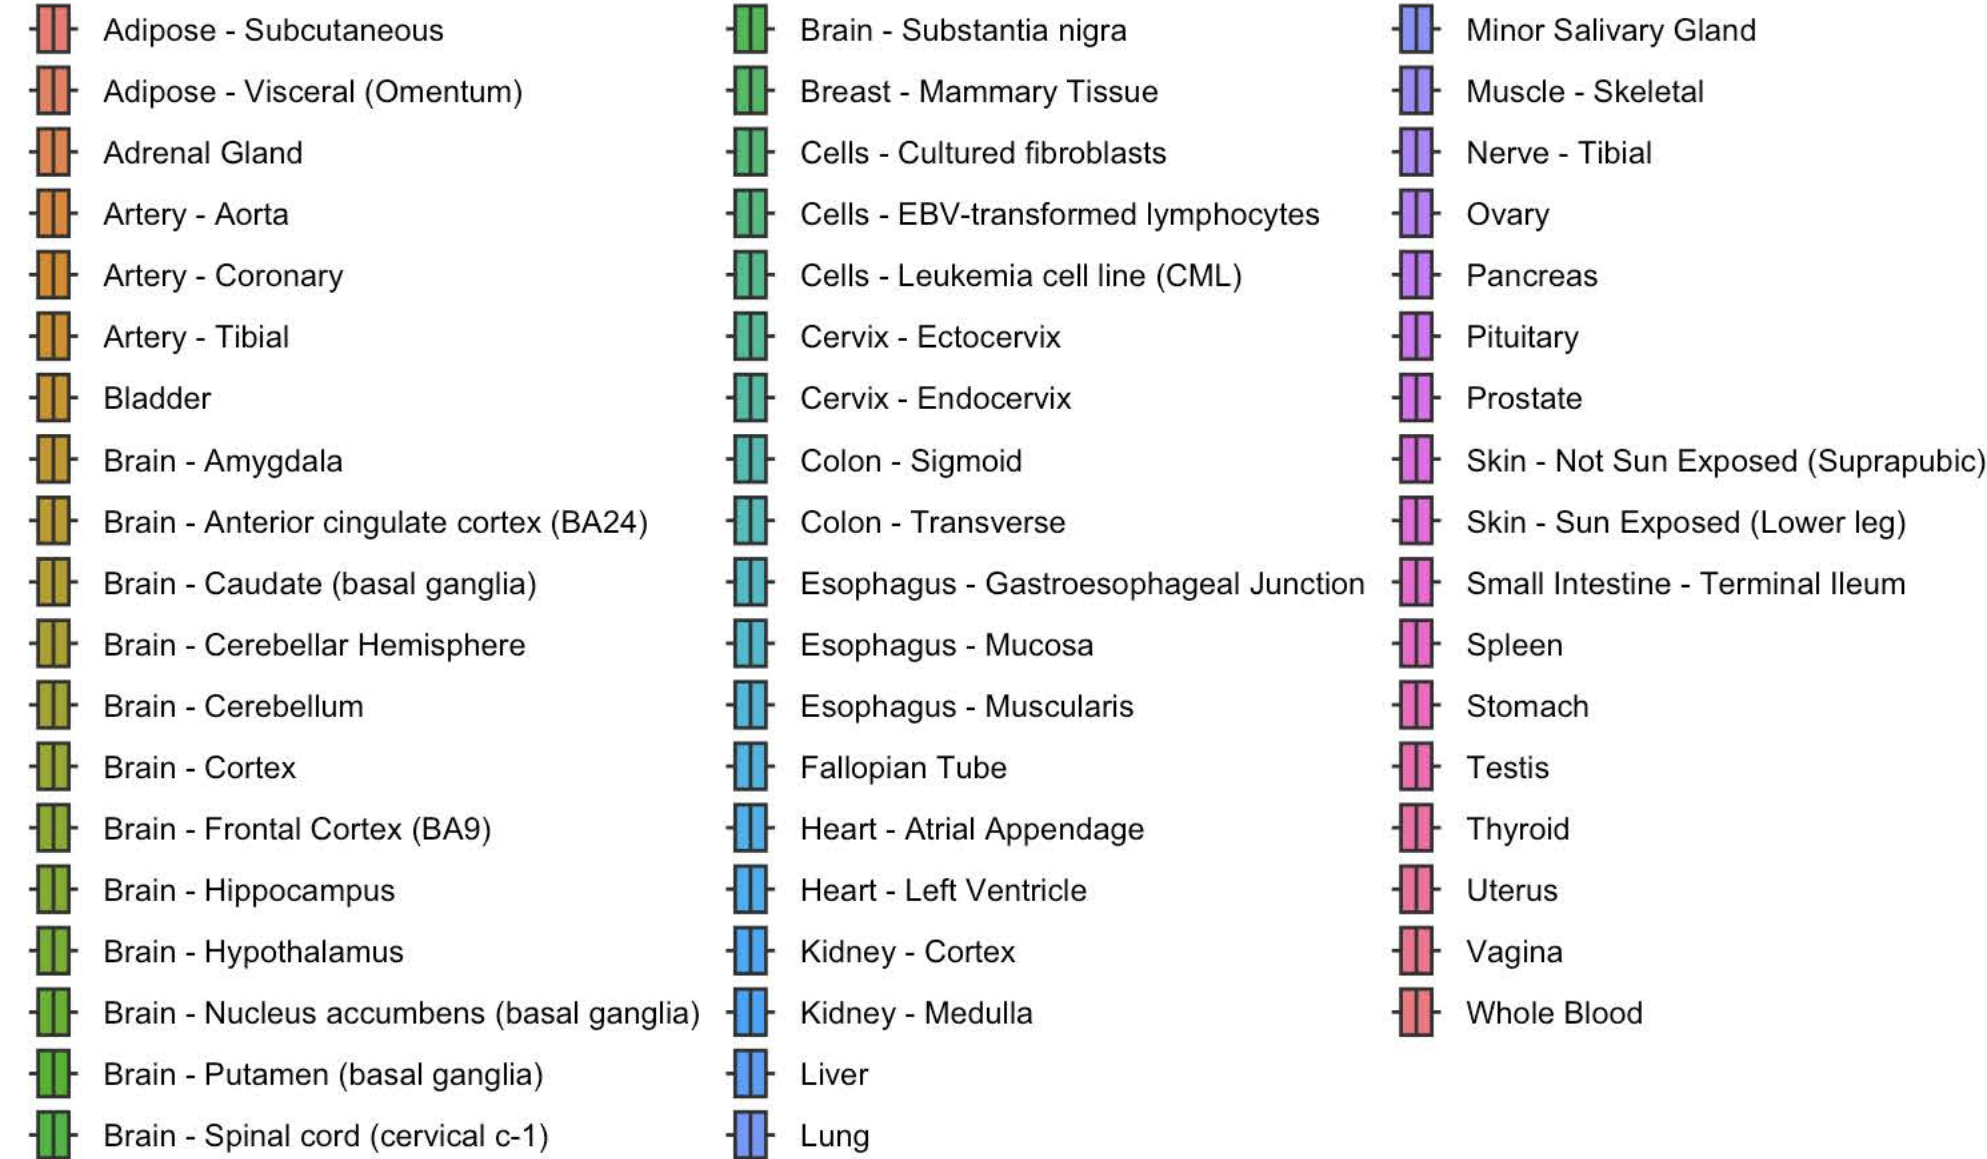 Adipose - Subcutaneous
Adipose - Visceral (Omentum)
Adrenal Gland
Artery - Aorta
Artery - Coronary
Artery - Tibial
Bladder
Brain - Amygdala
Brain - Anterior cingulate cortex (BA24)
Brain - Caudate (basal ganglia)
Brain - Cerebellar Hemisphere
Brain - Cerebellum
Brain - Cortex
Brain - Frontal Cortex (BA9)
Brain - Hippocampus
Brain - Hypothalamus
Brain - Nucleus accumbens (basal ganglia)
Brain - Putamen (basal ganglia)
Brain - Spinal cord (cervical c-1)
Brain - Substantia nigra
Breast - Mammary Tissue
Cells - Cultured fibroblasts
Cells - EBV-transformed lymphocytes
Cells - Leukemia cell line (CML)
Cervix - Ectocervix
Cervix - Endocervix
Colon - Sigmoid
Colon - Transverse
Esophagus - Gastroesophageal Junction
Esophagus - Mucosa
Esophagus - Muscularis
Fallopian Tube
Heart - Atrial Appendage
Heart - Left Ventricle
Kidney - Cortex
Kidney - Medulla
Liver
Lung
Minor Salivary Gland
Muscle - Skeletal
Nerve - Tibial
Ovary
Pancreas
Pituitary
Prostate
Skin - Not Sun Exposed (Suprapubic)
Skin - Sun Exposed (Lower leg)
Small Intestine - Terminal Ileum
Spleen
Stomach
Testis
Thyroid
Uterus
Vagina
Whole Blood